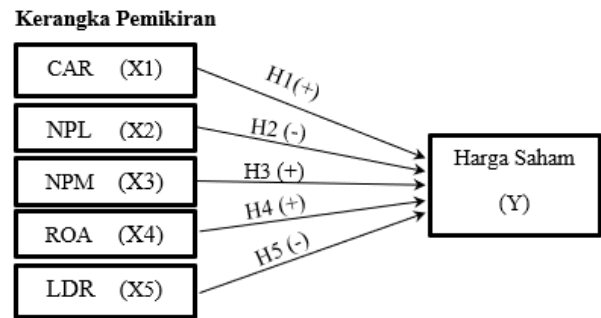 Kerangka Pemikiran
CAR (X1)
NPL (X2)
NPM (X3)
ROA (X4)
LDR (X5)
H1(+)
H2 (-)
H3 (+)
H4 (+)
H5 (-)
Harga Saham
(Y)